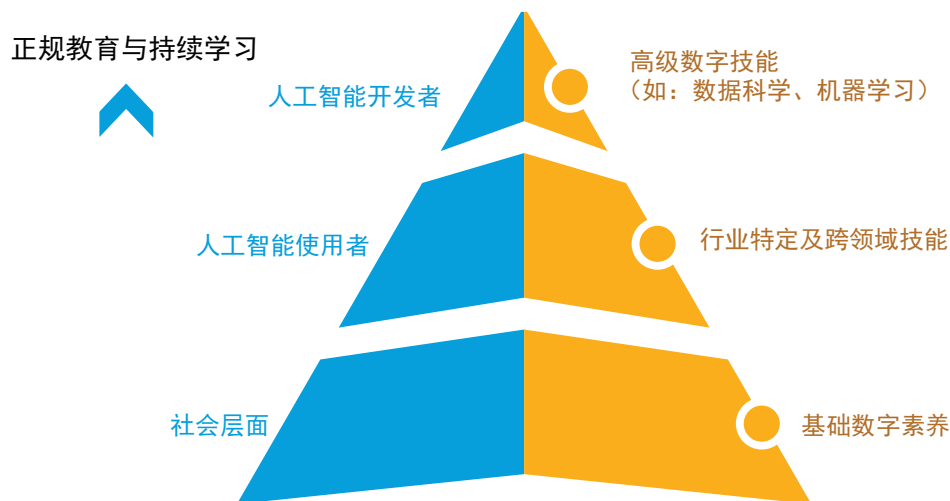 正规教育与持续学习
高级数字技能
（如：数据科学、机器学习）
人工智能开发者
人工智能使用者
行业特定及跨领域技能
社会层面
基础数字素养